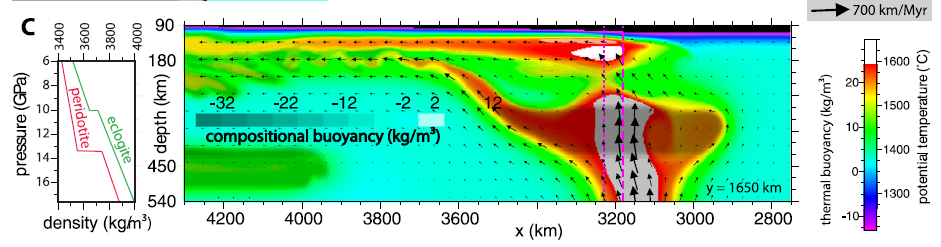 700 km/Myr
C
3400
3600
3800
4000
6
8
10
12
14
16
pressure (GPa)
peridotite
eclogite
density (kg/m³)
90
180
450
540
depth (km)
-32 -22 -12 -2 2 12
compositional buoyancy (kg/m³)
y = 1650 km
4200 4000 3800 3600 3400 3200 3000 2800
x (km)
thermal buoyancy (kg/m³)
20
10
0
-10
1600
1500
1400
1300
potential temperature (°C)